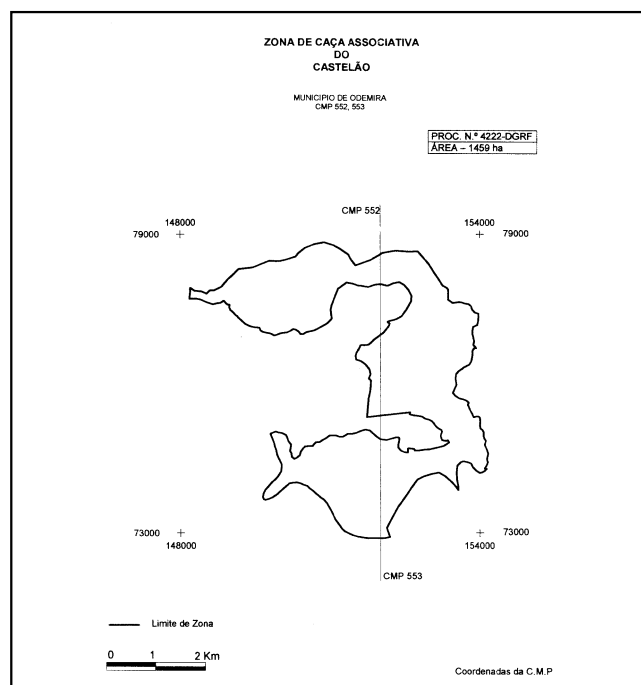 ZONA DE CAÇA ASSOCIATIVA
DO
CASTELÃO
MUNICIPIO DE ODEMIRA
CMP 552, 553
PROC. N.º 4222-DGRF
ÁREA – 1459 ha
CMP 552
148000
154000
79000
79000
73000
73000
148000
154000
CMP 553
Limite de Zona
0 1 2 Km
Coordenadas da C.M.P